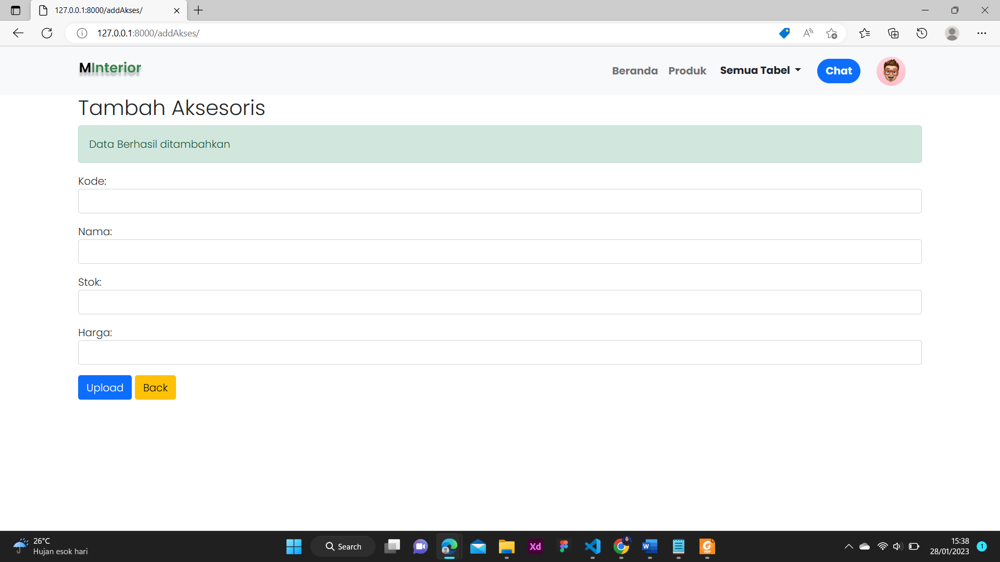 127.0.0.1:8000/addAkses/
127.0.0.1:8000/addAkses/
MInterior
Beranda Produk Semua Tabel Chat
Tambah Aksesoris
Data Berhasil ditambahkan
Kode:
Nama:
Stok:
Harga:
Upload Back
26°C
Hujan esok hari
Search
Xd
W
PDF
15:38
28/01/2023
1